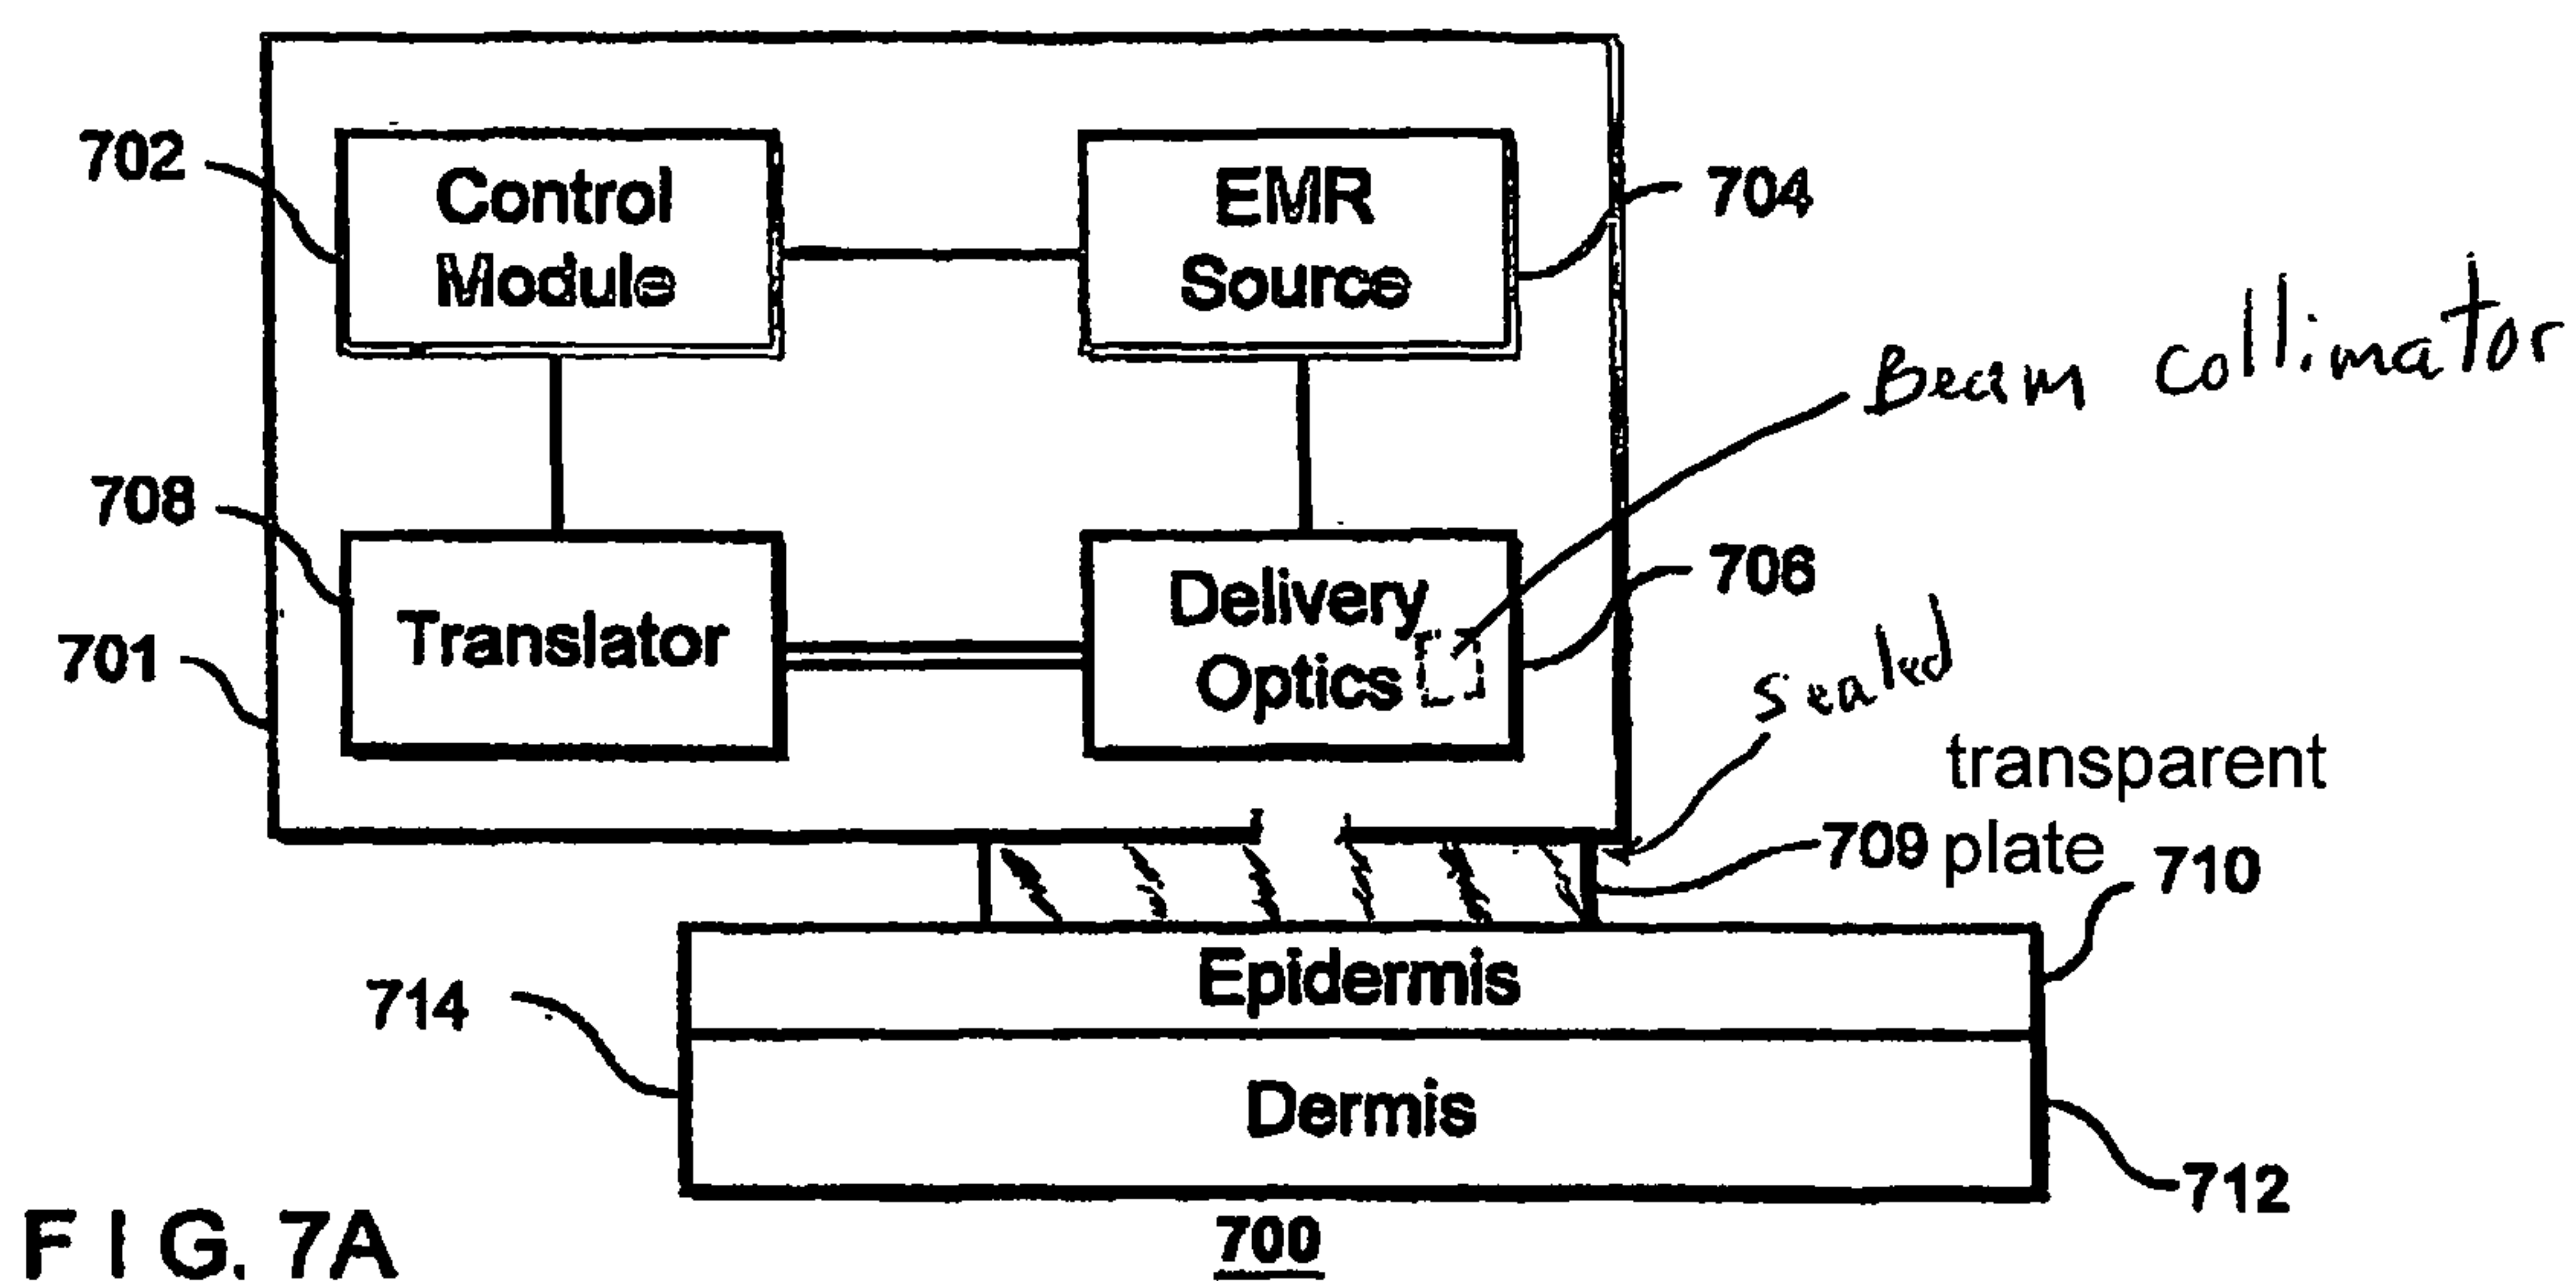 702
Control
Module
EMR
Source
704
Beam collimator
708
Translator
Delivery
Optics
706
701
sealed
transparent
709 plate
710
Epidermis
714
Dermis
712
FIG. 7A
700